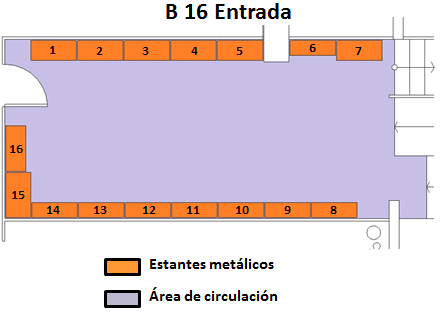 B 16 Entrada
1 2 3 4 5 6 7
16
15
14 13 12 11 10 9 8
Estantes metálicos
Área de circulación